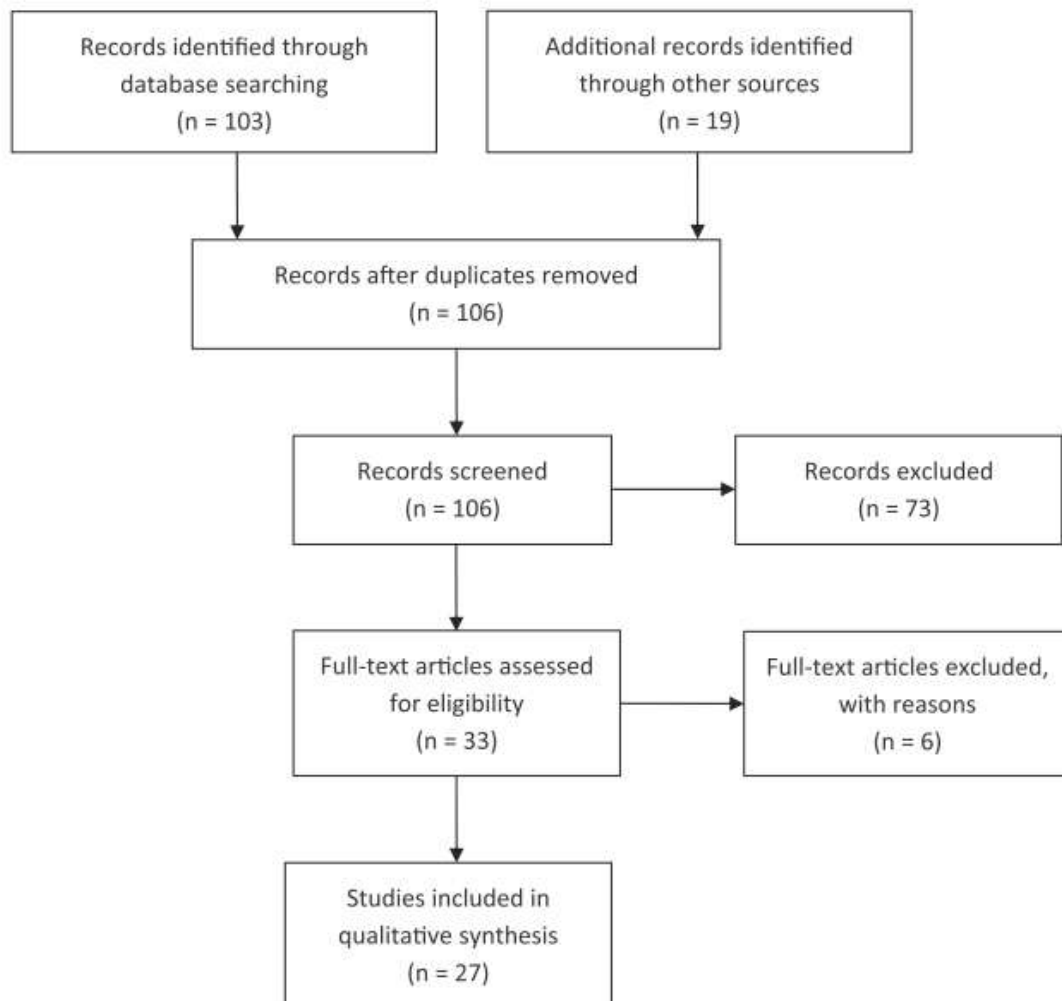 Records identified through
database searching
(n = 103)
Additional records identified
through other sources
(n = 19)
Records after duplicates removed
(n = 106)
Records screened
(n = 106)
Records excluded
(n = 73)
Full-text articles assessed
for eligibility
(n = 33)
Full-text articles excluded,
with reasons
(n = 6)
Studies included in
qualitative synthesis
(n = 27)